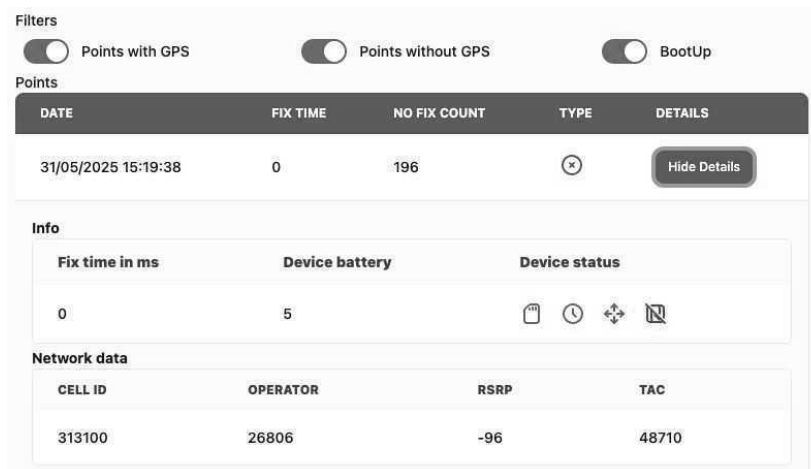 Filters
Points with GPS Points without GPS BootUp
Points
DATE FIX TIME NO FIX COUNT TYPE DETAILS
31/05/2025 15:19:38 0 196 Hide Details
Info
Fix time in ms Device battery Device status
0 5
Network data
CELL ID OPERATOR RSRP TAC
313100 26806 -96 48710